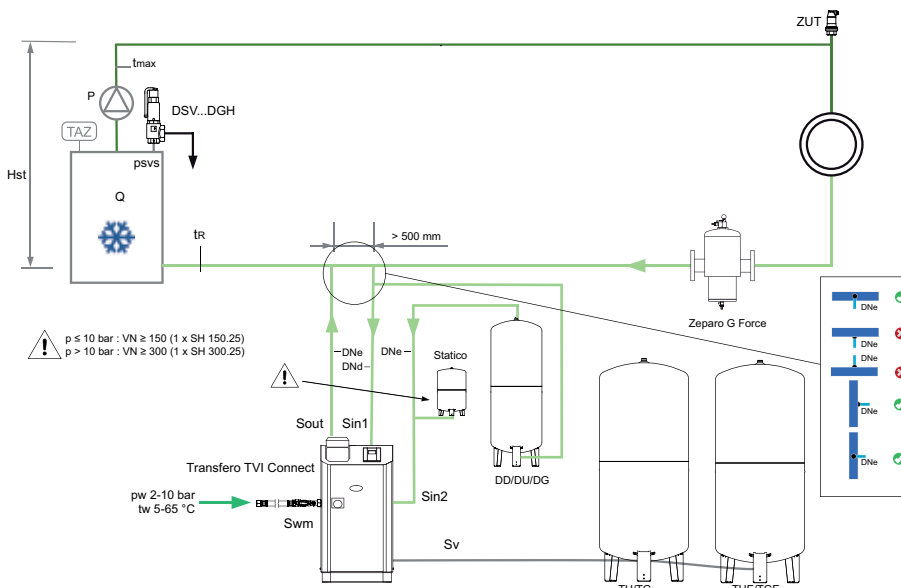 ZUT
tmax
P
DSV...DGH
TAZ
psvs
Hst
Q
tR
> 500 mm
Zeparo G Force
DNe
DNe
DNe
DNe
DNe
p ≤ 10 bar : VN ≥ 150 (1 x SH 150.25)
p > 10 bar : VN ≥ 300 (1 x SH 300.25)
DNe
DNd
DNe
Statico
Sout
Sin1
Transfero TVI Connect
DD/DU/DG
pw 2-10 bar
tw 5-65 °C
Swm
Sin2
Sv